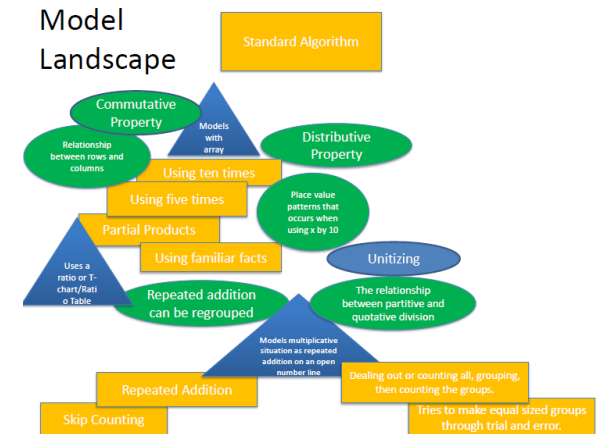 Model
Landscape
Standard Algorithm
Commutative
Property
Models
with
array
Relationship
between rows and
columns
Distributive
Property
Using ten times
Using five times
Place value
patterns that
occurs when
using x by 10
Partial Products
Using familiar facts
Unitizing
Uses a
ratio or T-
chart/Rati
o Table
Repeated addition
can be regrouped
The relationship
between partitive and
quotative division
Models multiplicative
situation as repeated
addition on an open
number line
Dealing out or counting all, grouping,
then counting the groups.
Repeated Addition
Skip Counting
Tries to make equal sized groups
through trial and error.